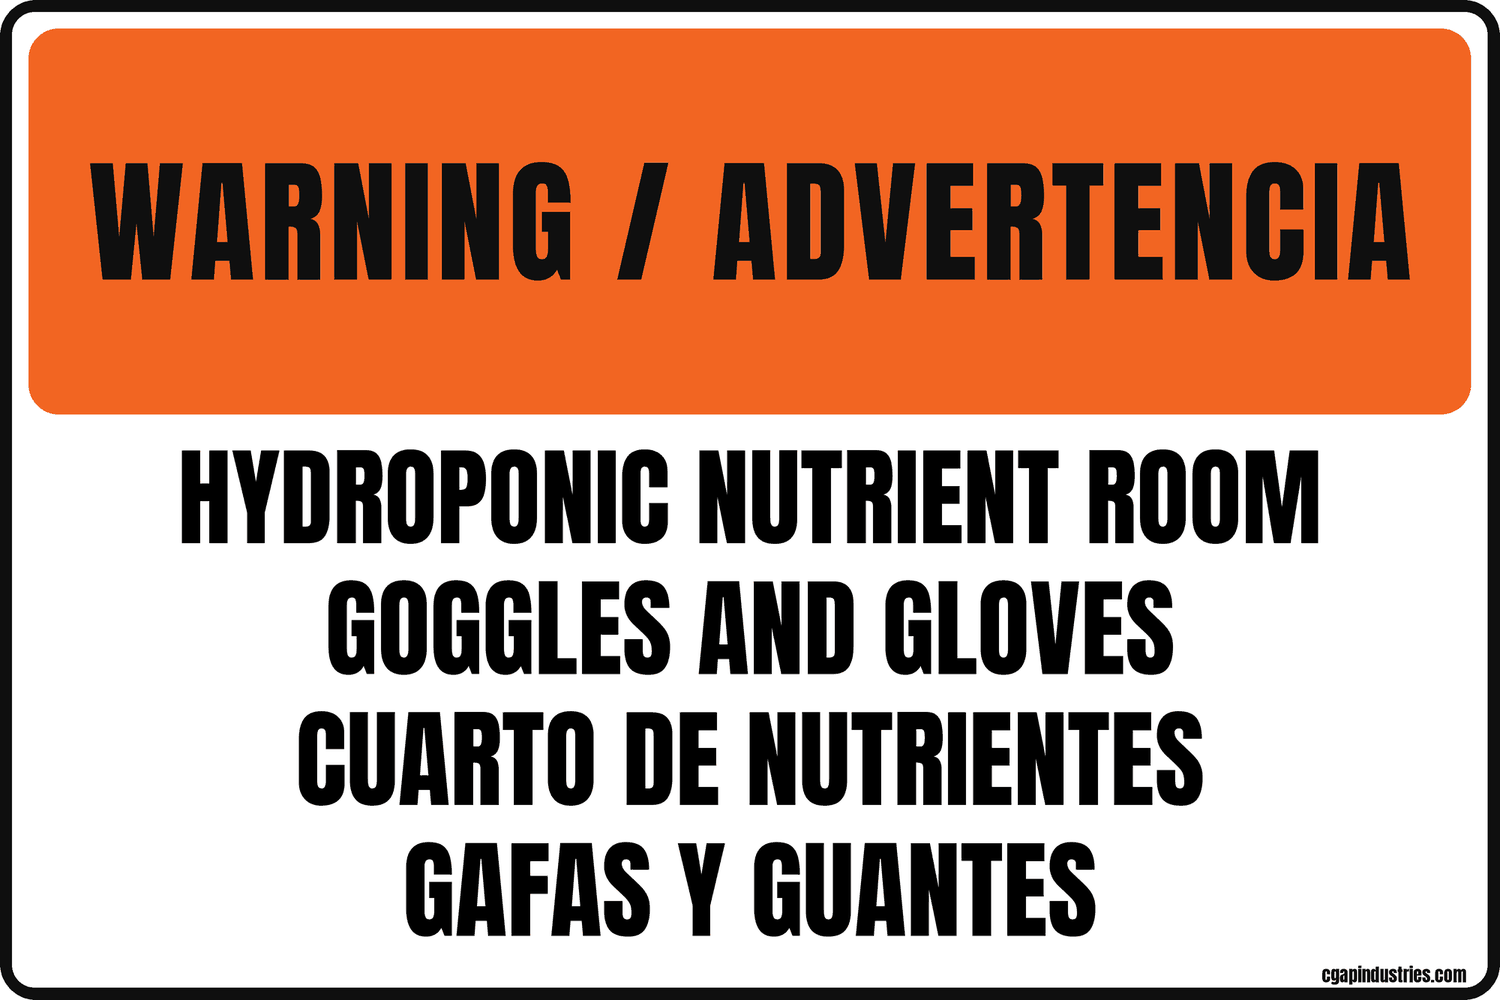 WARNING / ADVERTENCIA
HYDROPONIC NUTRIENT ROOM
GOGGLES AND GLOVES
CUARTO DE NUTRIENTES
GAFAS Y GUANTES
cgapindustries.com